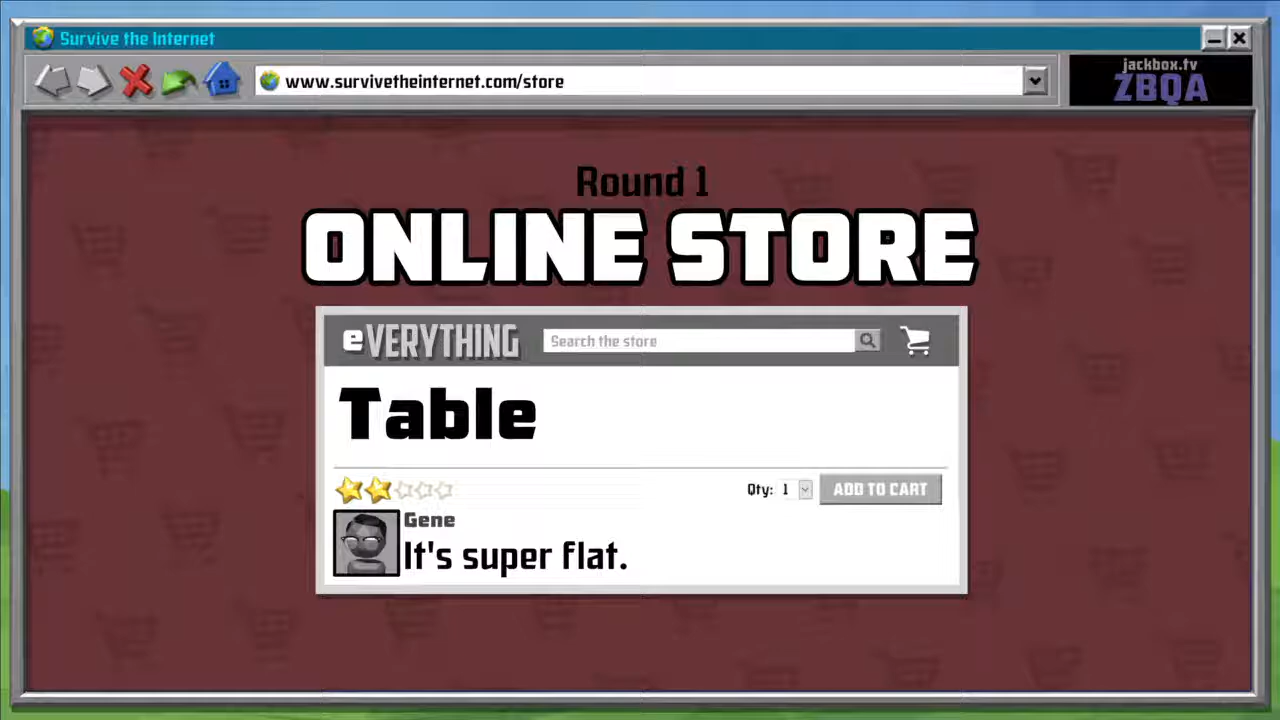 Survive the Internet
www.survivetheinternet.com/store
jackbox.tv
ZBQA
Round 1
ONLINE STORE
eVERYTHING
Search the store
Table
Qty: 1
ADD TO CART
Gene
It's super flat.